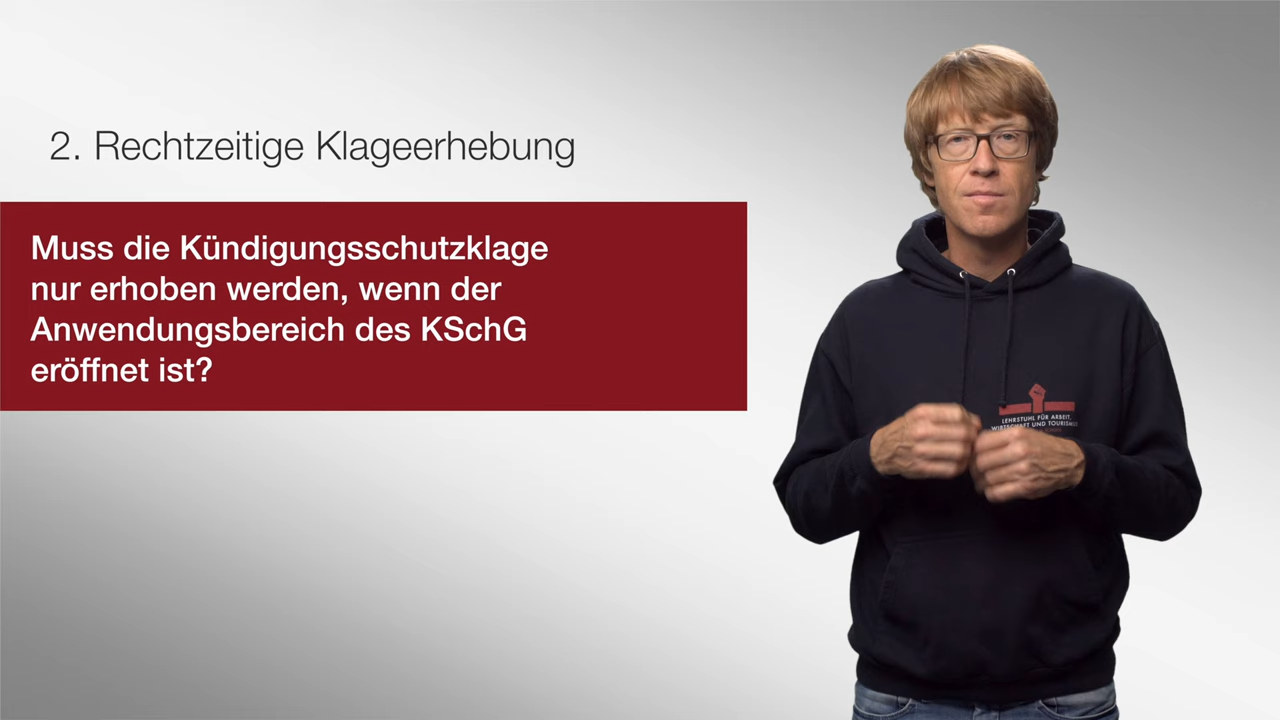 2. Rechtzeitige Klageerhebung
Muss die Kündigungsschutzklage
nur erhoben werden, wenn der
Anwendungsbereich des KSchG
eröffnet ist?
LEHRSTUHL FÜR ARBEIT,
WIRTSCHAFT UND TOURISMUS